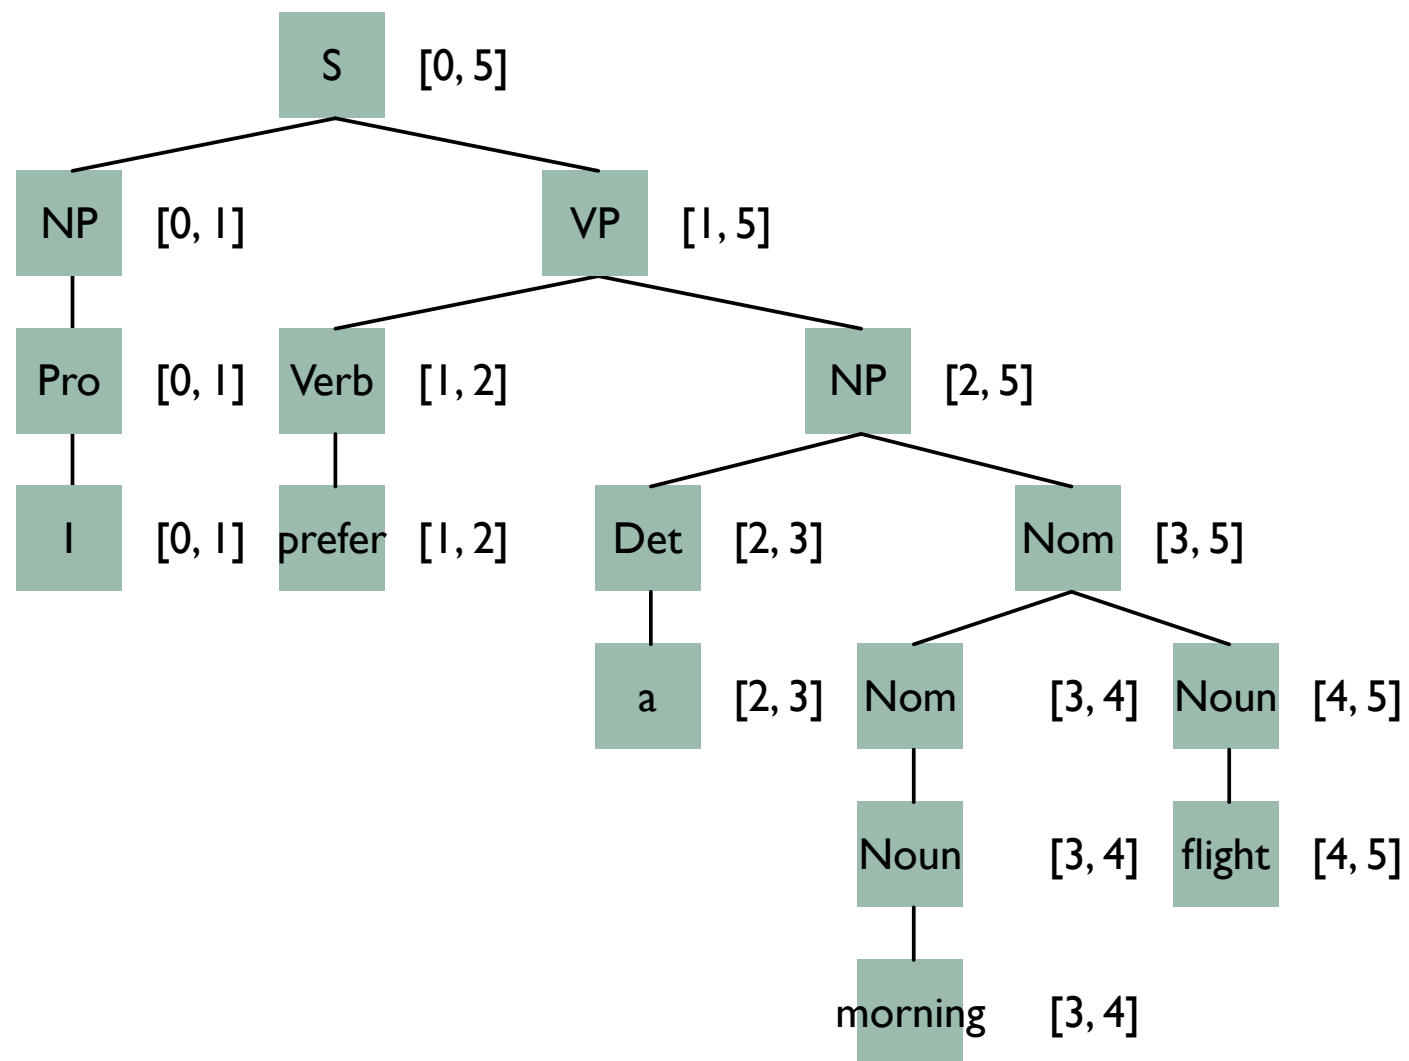 S [0, 5]
NP [0, 1] VP [1, 5]
Pro [0, 1] Verb [1, 2] NP [2, 5]
I [0, 1] prefer [1, 2] Det [2, 3] Nom [3, 5]
a [2, 3] Nom [3, 4] Noun [4, 5]
Noun [3, 4] flight [4, 5]
morning [3, 4]